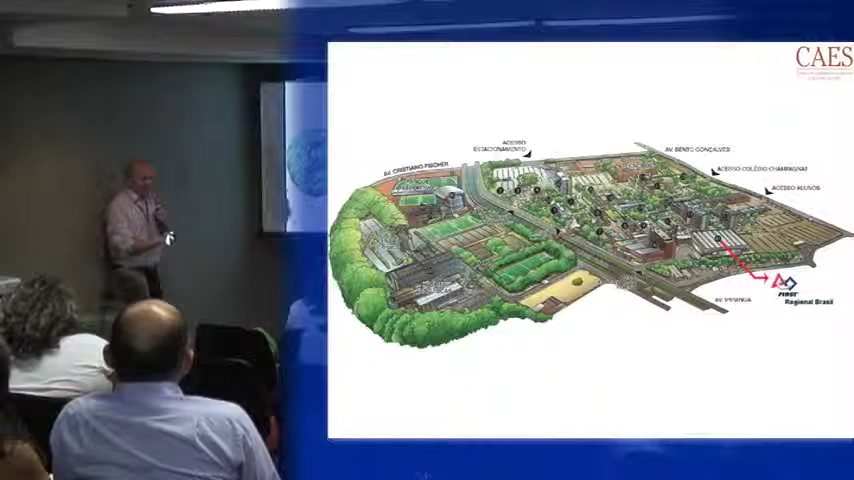 CAES
ACESSO
ESTACIONAMENTO
AV. BENTO GONÇALVES
AV. CRISTIANO FISCHER
ACESSO COLÉGIO CHAMPAGNAT
ACESSO ALUNOS
AV. IPIRANGA
FIRST
Regional Brasil